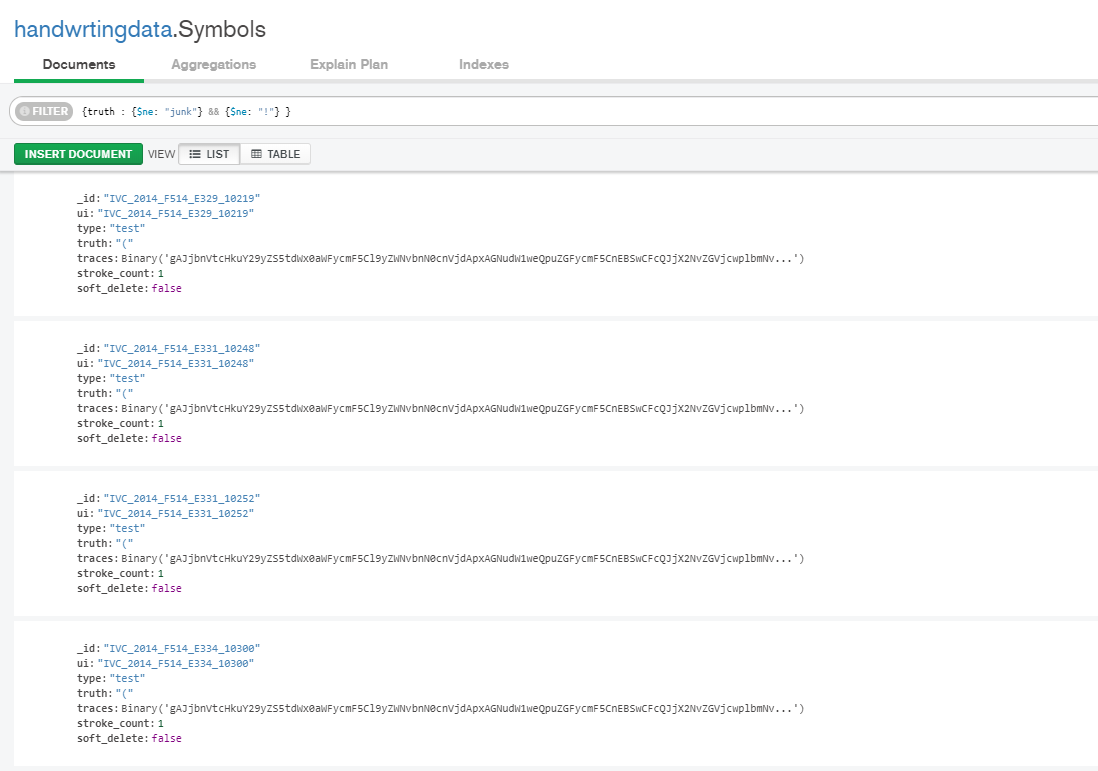 handwrtingdata.Symbols
Documents Aggregations Explain Plan Indexes
FILTER {truth : {$ne: "junk"} && {$ne: "!"} }
INSERT DOCUMENT VIEW LIST TABLE
_id: "IVC_2014_F514_E329_10219"
ui: "IVC_2014_F514_E329_10219"
type: "test"
truth: "("
traces: Binary('gAJjbnVtcHkuY29yZS5tdWx0aWFycmF5Cl9yZWNvbnN0cnVjdApxAGNudW1weQpuZGFycmF5CnEBSwCFcQJjX2NvZGVjcwplbmNv...')
stroke_count: 1
soft_delete: false
_id: "IVC_2014_F514_E331_10248"
ui: "IVC_2014_F514_E331_10248"
type: "test"
truth: "("
traces: Binary('gAJjbnVtcHkuY29yZS5tdWx0aWFycmF5Cl9yZWNvbnN0cnVjdApxAGNudW1weQpuZGFycmF5CnEBSwCFcQJjX2NvZGVjcwplbmNv...')
stroke_count: 1
soft_delete: false
_id: "IVC_2014_F514_E331_10252"
ui: "IVC_2014_F514_E331_10252"
type: "test"
truth: "("
traces: Binary('gAJjbnVtcHkuY29yZS5tdWx0aWFycmF5Cl9yZWNvbnN0cnVjdApxAGNudW1weQpuZGFycmF5CnEBSwCFcQJjX2NvZGVjcwplbmNv...')
stroke_count: 1
soft_delete: false
_id: "IVC_2014_F514_E334_10300"
ui: "IVC_2014_F514_E334_10300"
type: "test"
truth: "("
traces: Binary('gAJjbnVtcHkuY29yZS5tdWx0aWFycmF5Cl9yZWNvbnN0cnVjdApxAGNudW1weQpuZGFycmF5CnEBSwCFcQJjX2NvZGVjcwplbmNv...')
stroke_count: 1
soft_delete: false